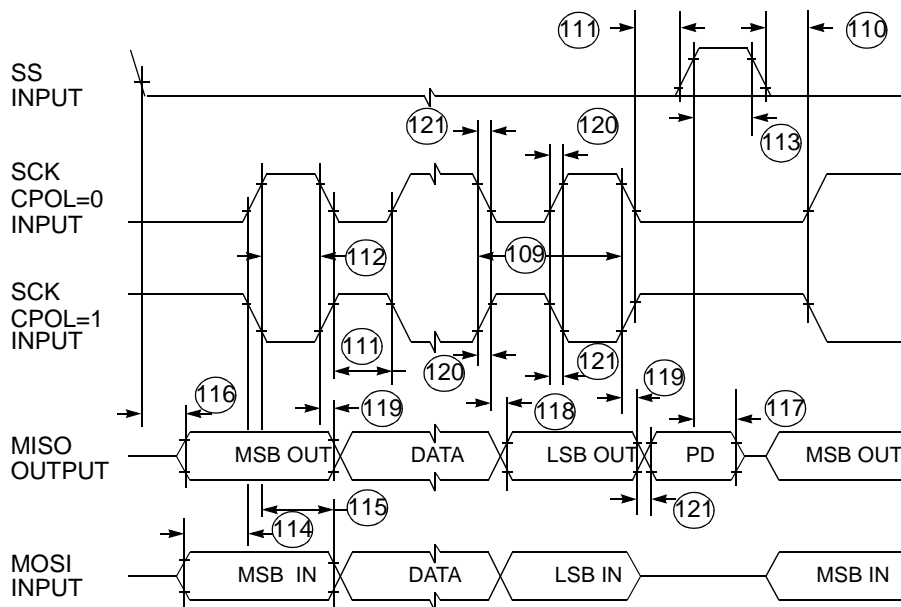 111
110
SS
INPUT
113
121
120
SCK
CPOL=0
INPUT
112
109
SCK
CPOL=1
INPUT
111
120
121
116
119
118
119
117
MISO
OUTPUT
MSB OUT
DATA
LSB OUT
PD
MSB OUT
115
121
114
MOSI
INPUT
MSB IN
DATA
LSB IN
MSB IN